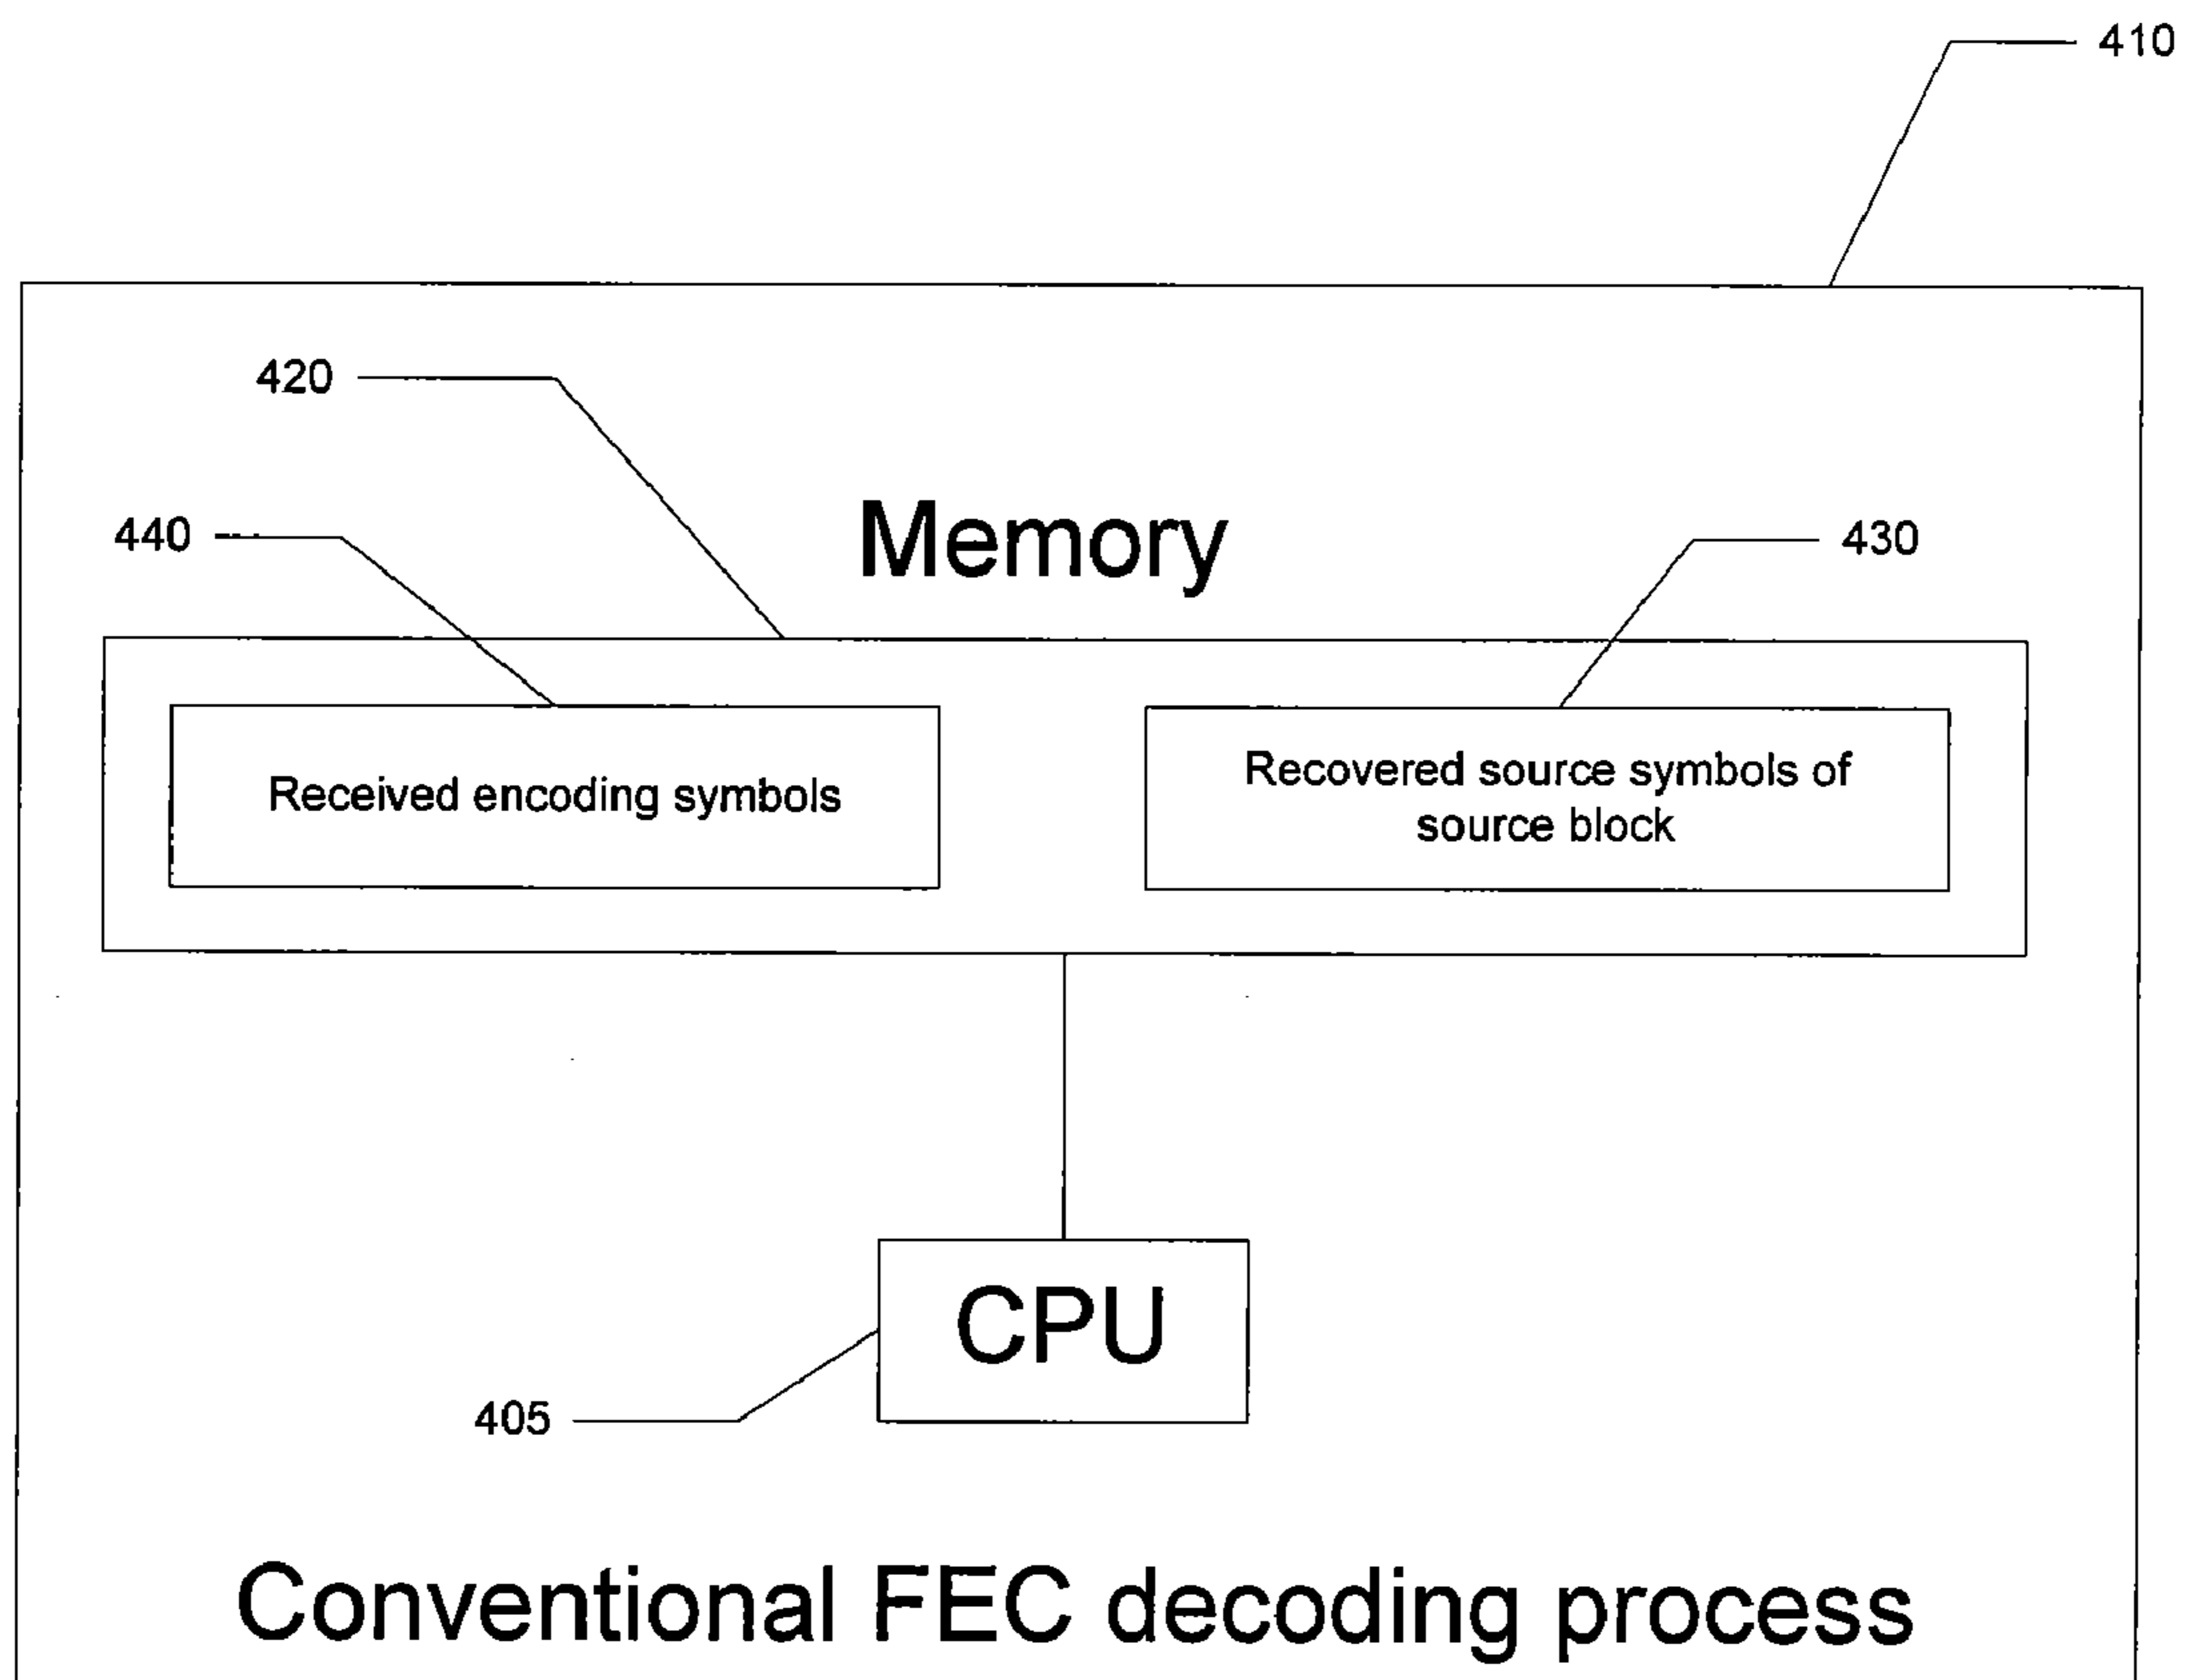 410
420
Memory
440
430
Received encoding symbols
Recovered source symbols of
source block
CPU
405
Conventional FEC decoding process